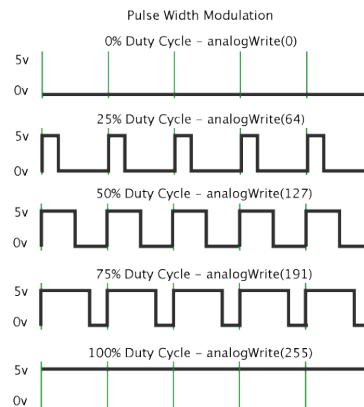 Pulse Width Modulation
0% Duty Cycle – analogWrite(0)
5v
0v
25% Duty Cycle – analogWrite(64)
5v
0v
50% Duty Cycle – analogWrite(127)
5v
0v
75% Duty Cycle – analogWrite(191)
5v
0v
100% Duty Cycle – analogWrite(255)
5v
0v